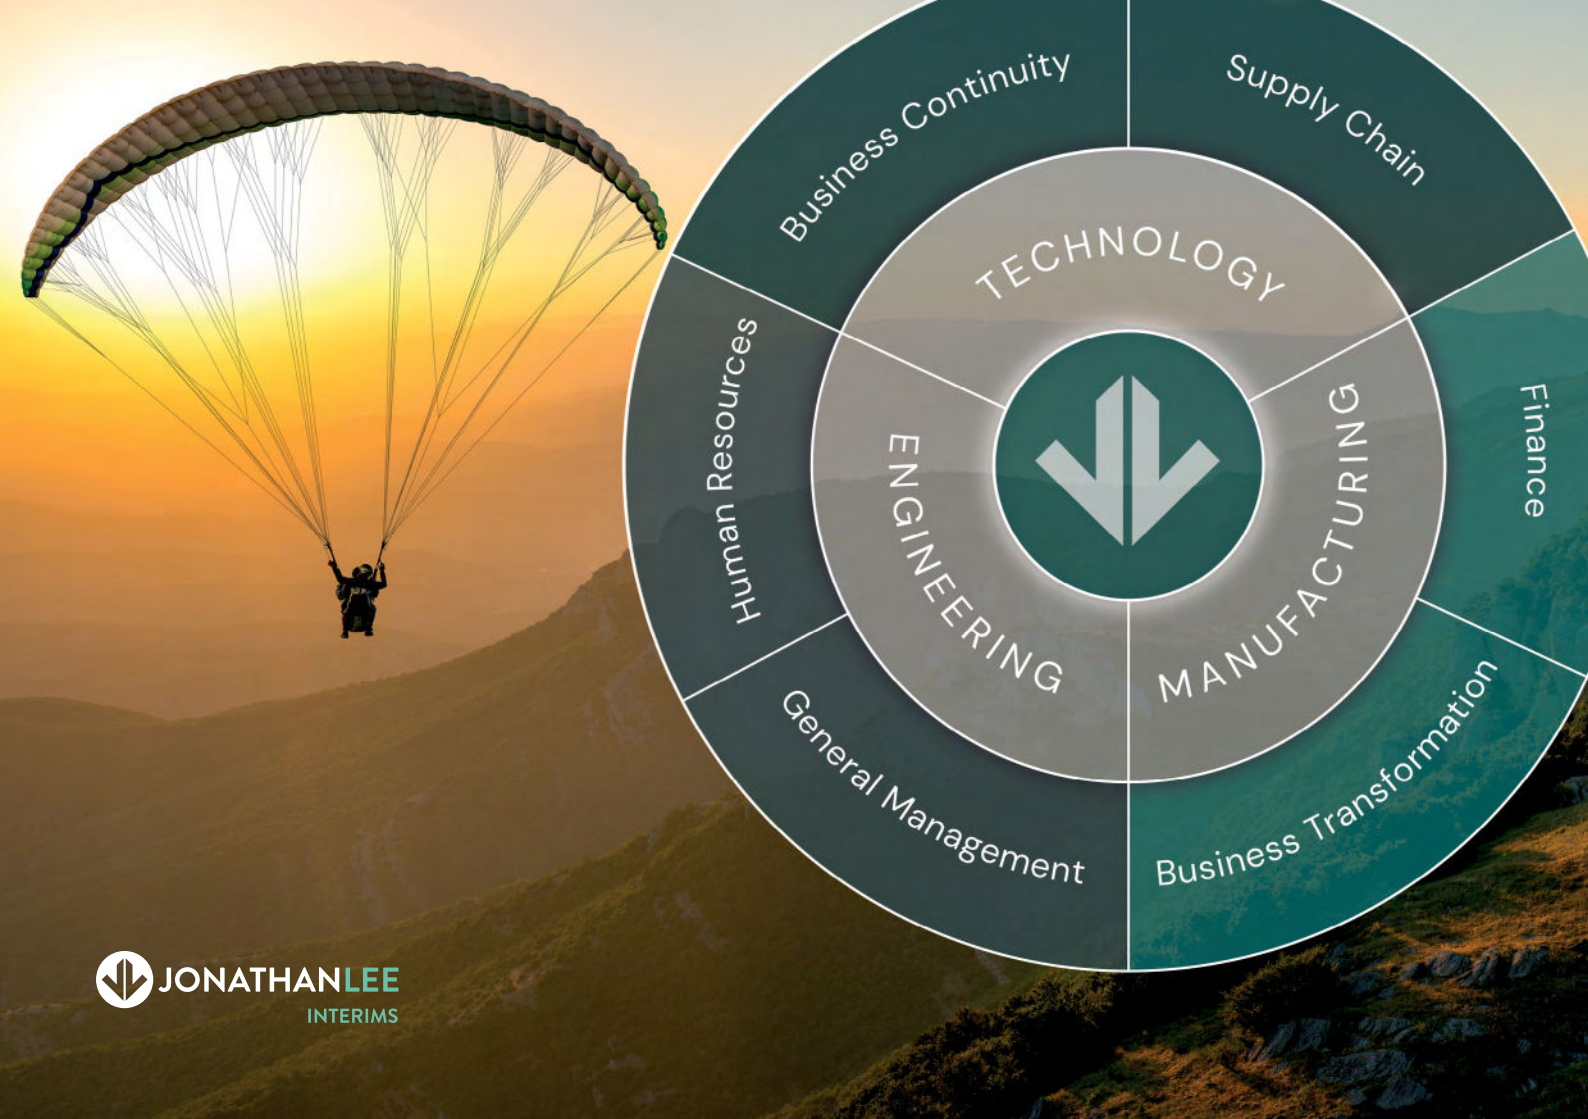 Business Continuity
Supply Chain
TECHNOLOGY
Human Resources
ENGINEERING
MANUFACTURING
Finance
General Management
Business Transformation
JONATHANLEE
INTERIMS